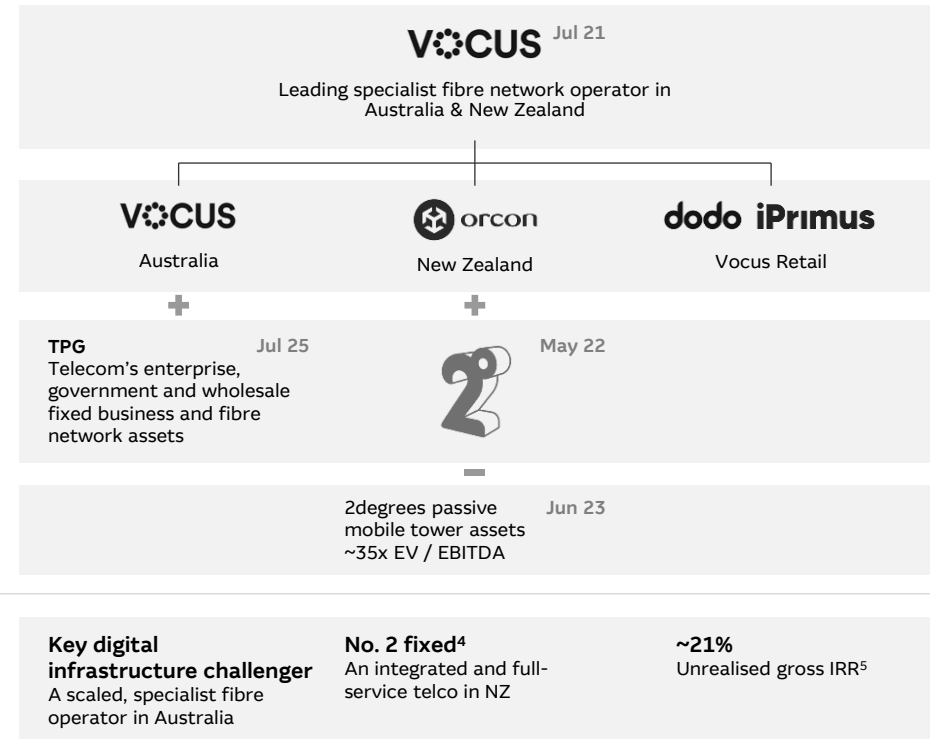 VOCUS Jul 21
Leading specialist fibre network operator in
Australia & New Zealand
VOCUS
Australia
orcon
New Zealand
dodo iPrimus
Vocus Retail
+
+
TPG Jul 25
Telecom's enterprise,
government and wholesale
fixed business and fibre
network assets
2° May 22
–
2degrees passive Jun 23
mobile tower assets
~35x EV / EBITDA
Key digital
infrastructure challenger
A scaled, specialist fibre
operator in Australia
No. 2 fixed⁴
An integrated and full-
service telco in NZ
~21%
Unrealised gross IRR⁵